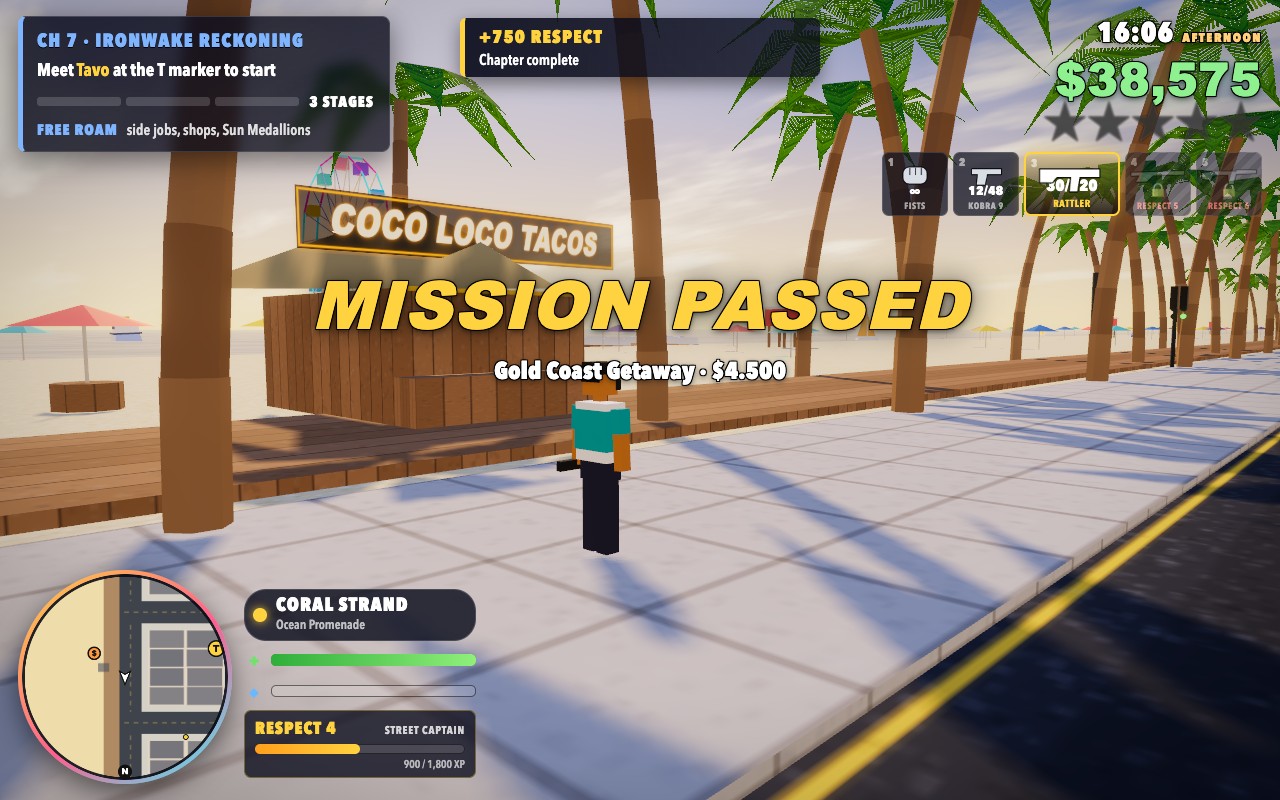 CH 7 · IRONWAKE RECKONING
Meet Tavo at the T marker to start
3 STAGES
FREE ROAM side jobs, shops, Sun Medallions
+750 RESPECT
Chapter complete
16:06 AFTERNOON
$38,575
1
∞
FISTS
2
12/48
KOBRA 9
3
30/120
RATTLER
4
RESPECT 5
5
RESPECT 6
COCO LOCO TACOS
MISSION PASSED
Gold Coast Getaway · $4.500
$
T
N
CORAL STRAND
Ocean Promenade
RESPECT 4
STREET CAPTAIN
900 / 1,800 XP